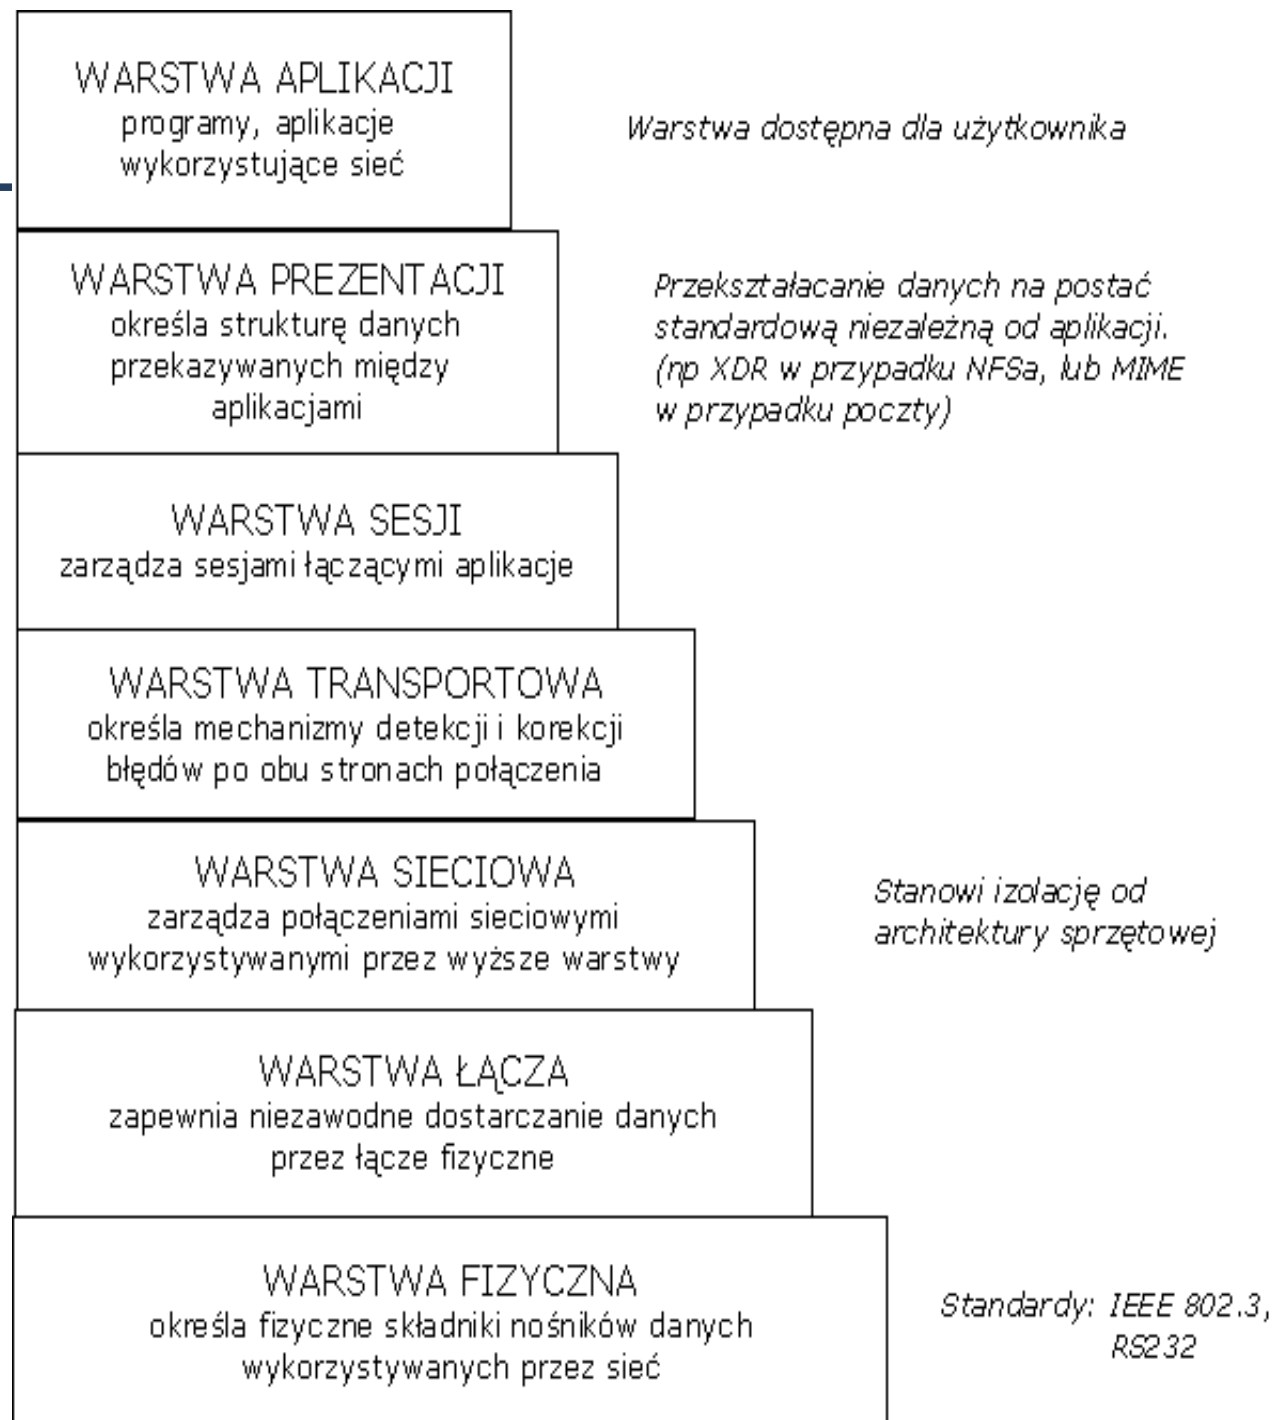 WARSTWA APLIKACJI
programy, aplikacje
wykorzystujące sieć
Warstwa dostępna dla użytkownika
WARSTWA PREZENTACJI
określa strukturę danych
przekazywanych między
aplikacjami
Przekształacanie danych na postać
standardową niezależną od aplikacji.
(np XDR w przypadku NFSa, lub MIME
w przypadku poczty)
WARSTWA SESJI
zarządza sesjami łączącymi aplikacje
WARSTWA TRANSPORTOWA
określa mechanizmy detekcji i korekcji
błędów po obu stronach połączenia
WARSTWA SIECIOWA
zarządza połączeniami sieciowymi
wykorzystywanymi przez wyższe warstwy
Stanowi izolację od
architektury sprzętowej
WARSTWA ŁĄCZA
zapewnia niezawodne dostarczanie danych
przez łącze fizyczne
WARSTWA FIZYCZNA
określa fizyczne składniki nośników danych
wykorzystywanych przez sieć
Standardy: IEEE 802.3,
RS232